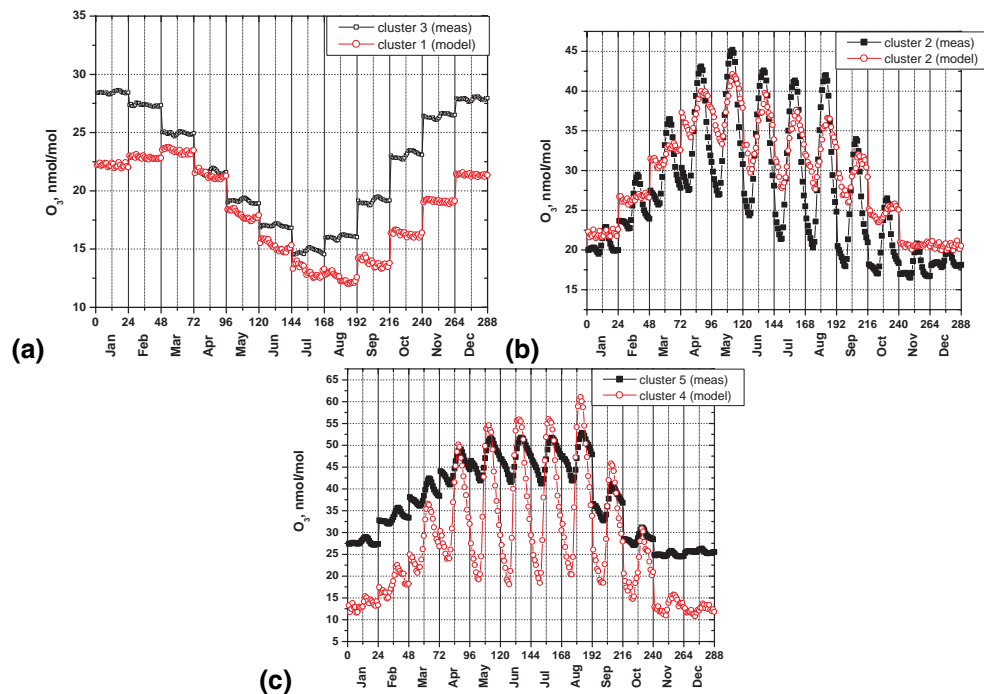 35
30
25
20
15
10
O3, nmol/mol
cluster 3 (meas)
cluster 1 (model)
0 24 48 72 96 120 144 168 192 216 240 264 288
Jan Feb Mar Apr May Jun Jul Aug Sep Oct Nov Dec
(a)
45
40
35
30
25
20
15
O3, nmol/mol
cluster 2 (meas)
cluster 2 (model)
0 24 48 72 96 120 144 168 192 216 240 264 288
Jan Feb Mar Apr May Jun Jul Aug Sep Oct Nov Dec
(b)
65
60
55
50
45
40
35
30
25
20
15
10
5
O3, nmol/mol
cluster 5 (meas)
cluster 4 (model)
0 24 48 72 96 120 144 168 192 216 240 264 288
Jan Feb Mar Apr May Jun Jul Aug Sep Oct Nov Dec
(c)